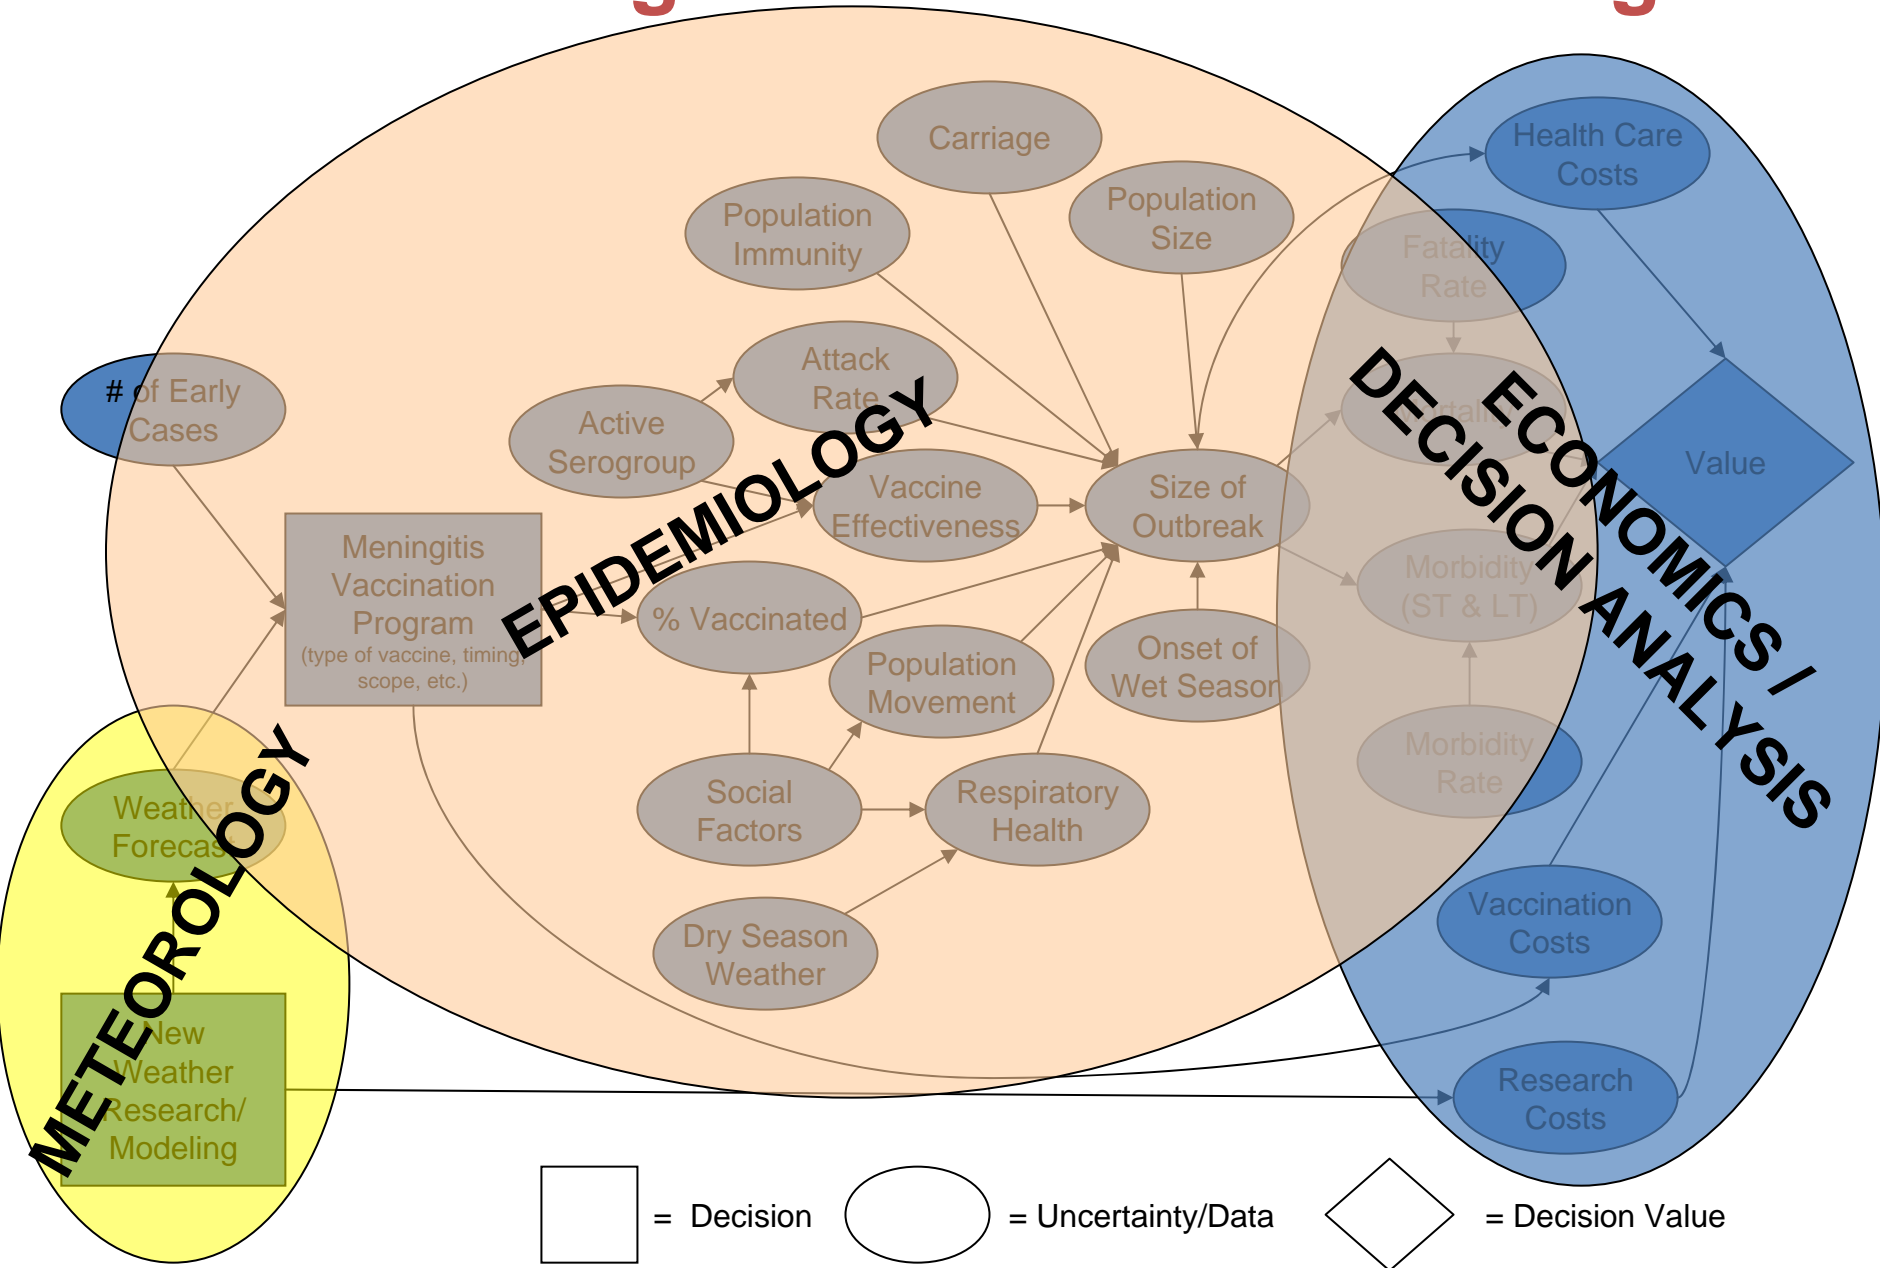 g
g
Carriage
Health Care
Costs
Population
Immunity
Population
Size
Fatality
Rate
Attack
Rate
# of Early
Cases
Active
Serogroup
Mortality
Value
Vaccine
Effectiveness
Size of
Outbreak
Meningitis
Vaccination
Program
(type of vaccine, timing,
scope, etc.)
% Vaccinated
Morbidity
(ST & LT)
Population
Movement
Onset of
Wet Season
Morbidity
Rate
Weather
Forecast
Social
Factors
Respiratory
Health
Dry Season
Weather
Vaccination
Costs
New
Weather
Research/
Modeling
Research
Costs
METEOROLOGY
EPIDEMIOLOGY
ECONOMICS /
DECISION ANALYSIS
= Decision
= Uncertainty/Data
= Decision Value